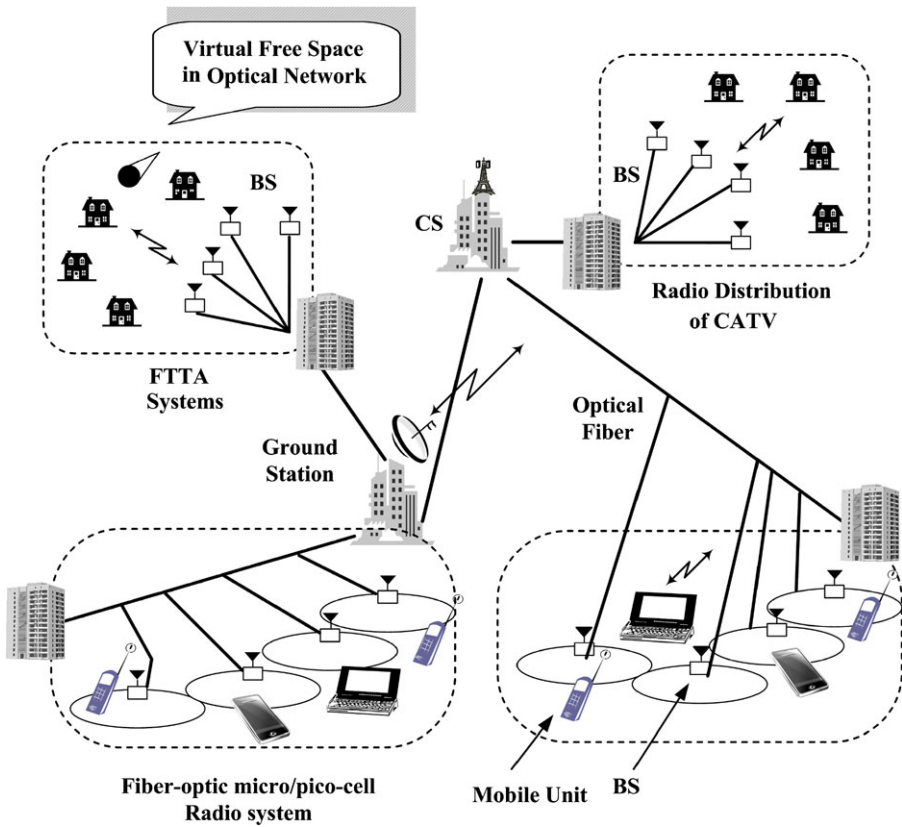 Virtual Free Space
in Optical Network
BS
BS
CS
Radio Distribution
of CATV
FTTA
Systems
Optical
Fiber
Ground
Station
Fiber-optic micro/pico-cell
Radio system
Mobile Unit
BS